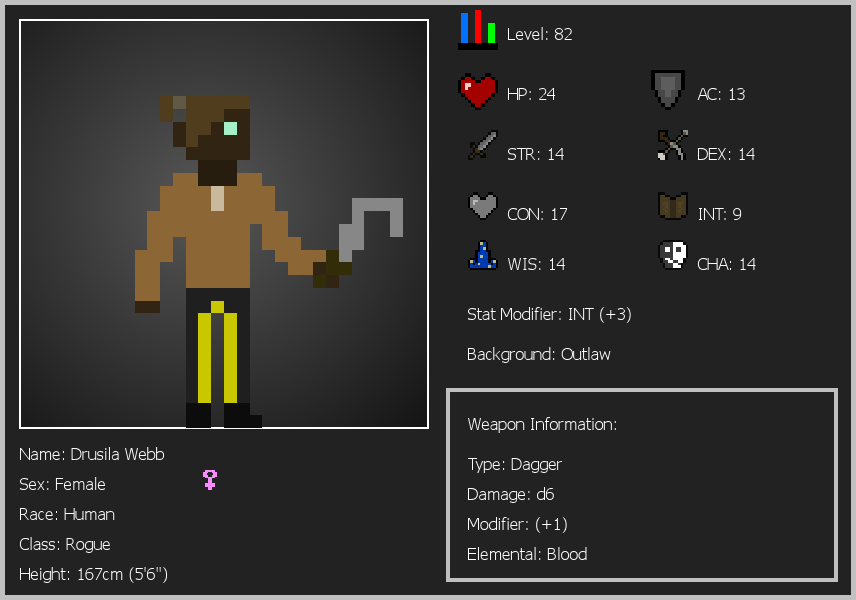 Level: 82
HP: 24
AC: 13
STR: 14
DEX: 14
CON: 17
INT: 9
WIS: 14
CHA: 14
Stat Modifier: INT (+3)
Background: Outlaw
Weapon Information:
Type: Dagger
Damage: d6
Modifier: (+1)
Elemental: Blood
Name: Drusila Webb
Sex: Female
Race: Human
Class: Rogue
Height: 167cm (5'6")